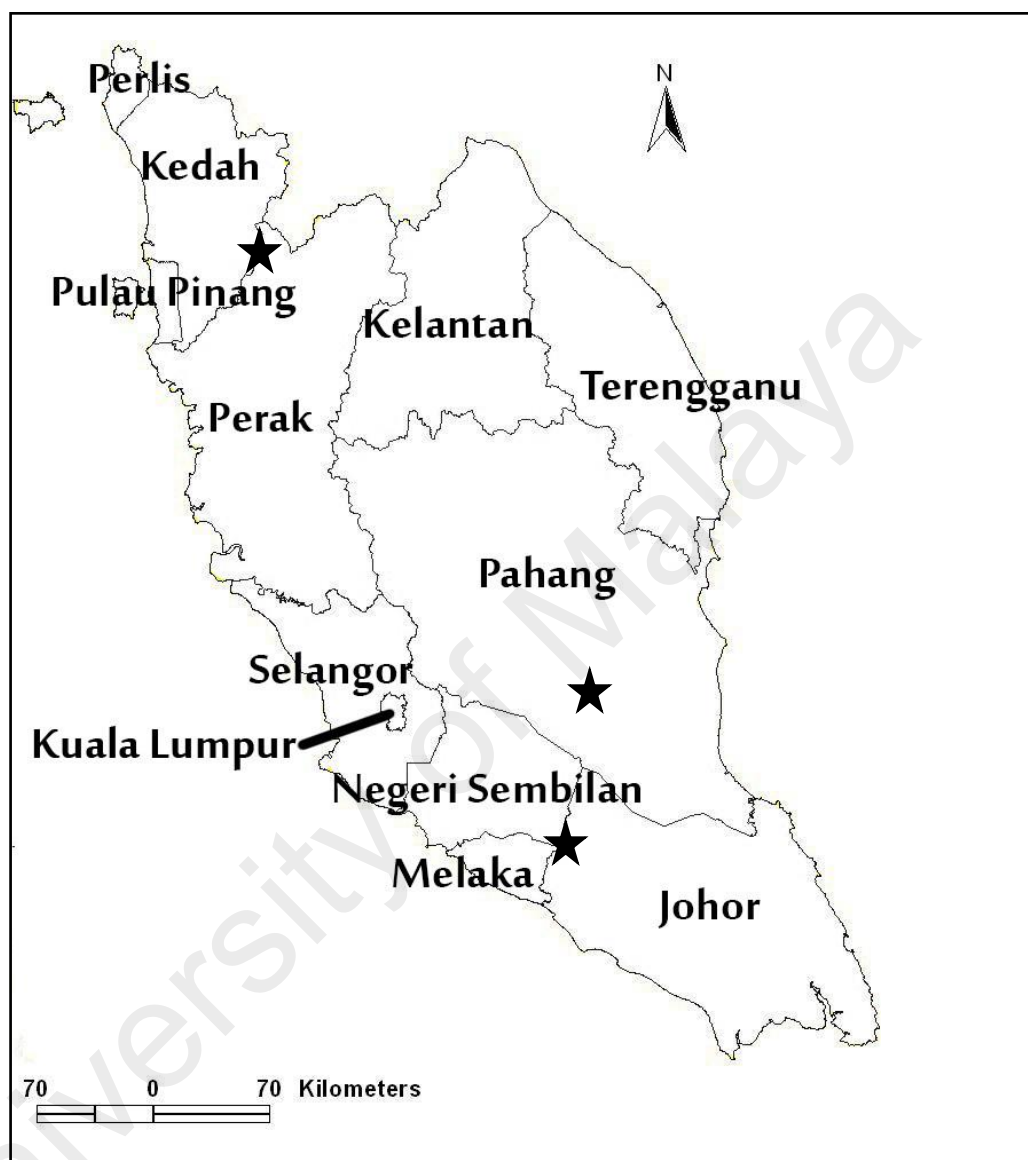 N
Perlis
Kedah
Pulau Pinang
Kelantan
Terengganu
Perak
Pahang
Selangor
Kuala Lumpur
Negeri Sembilan
Melaka
Johor
70 0 70 Kilometers
University of Malaya